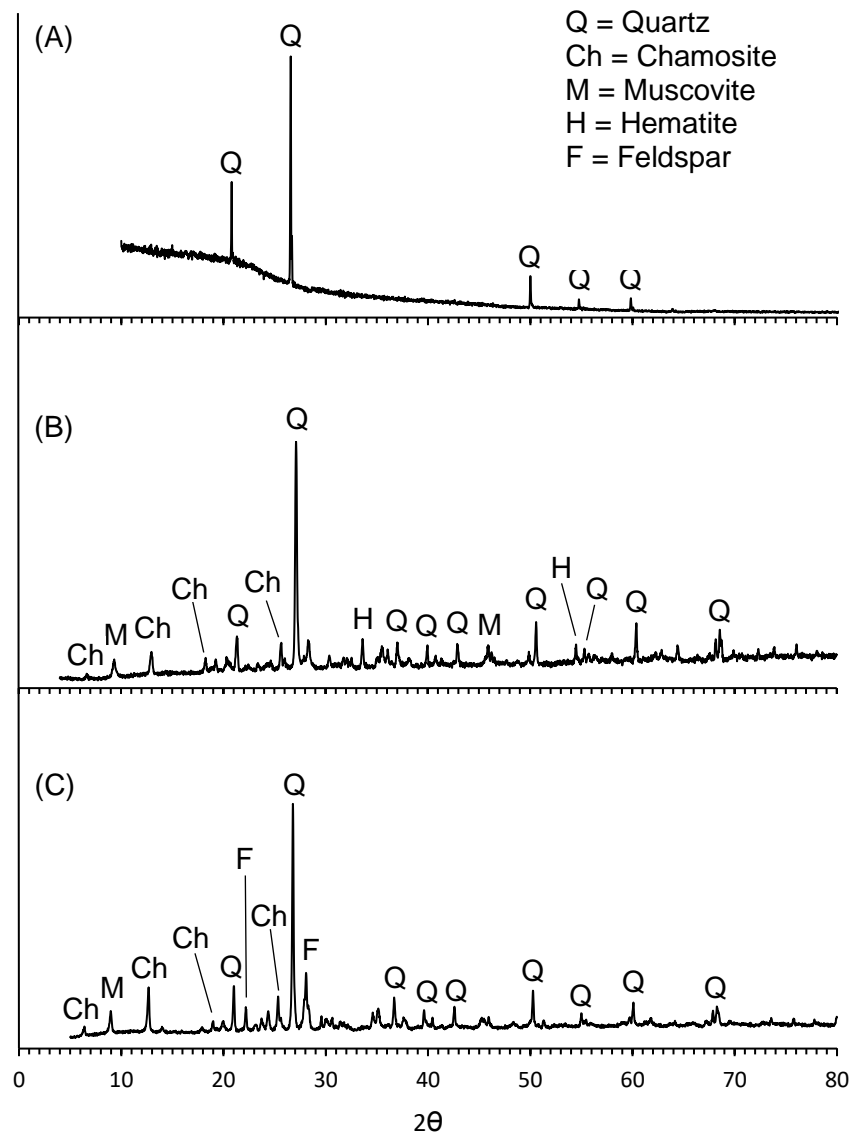 (A)
Q = Quartz
Ch = Chamosite
M = Muscovite
H = Hematite
F = Feldspar
Q
Q
Q
Q
Q
(B)
Q
Ch
M
Ch
Ch
Q
Ch
H
Q
Q
Q
M
Q
H
Q
Q
Q
(C)
Q
Ch
M
Ch
Ch
Q
F
Ch
F
Q
Q
Q
Q
Q
Q
Q
0 10 20 30 40 50 60 70 80
2θ